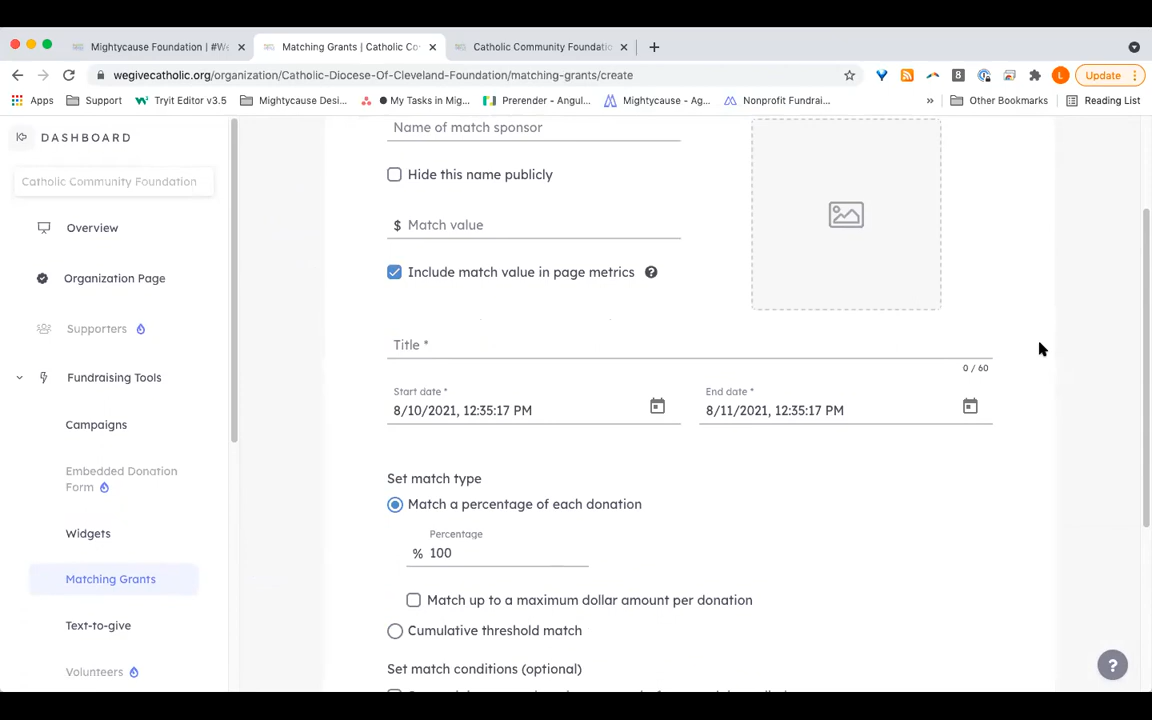 Mightycause Foundation | #We
Matching Grants | Catholic Co
Catholic Community Foundatio
wegivecatholic.org/organization/Catholic-Diocese-Of-Cleveland-Foundation/matching-grants/create
L
Update
Apps
Support
Tryit Editor v3.5
Mightycause Desi...
● My Tasks in Mig...
Prerender - Angul...
Mightycause - Ag...
Nonprofit Fundrai...
»
Other Bookmarks
Reading List
DASHBOARD
Catholic Community Foundation
Overview
Organization Page
Supporters
Fundraising Tools
Campaigns
Embedded Donation
Form
Widgets
Matching Grants
Text-to-give
Volunteers
Name of match sponsor
Hide this name publicly
$ Match value
Include match value in page metrics ?
Title *
0 / 60
Start date *
8/10/2021, 12:35:17 PM
End date *
8/11/2021, 12:35:17 PM
Set match type
Match a percentage of each donation
Percentage
% 100
Match up to a maximum dollar amount per donation
Cumulative threshold match
Set match conditions (optional)
?